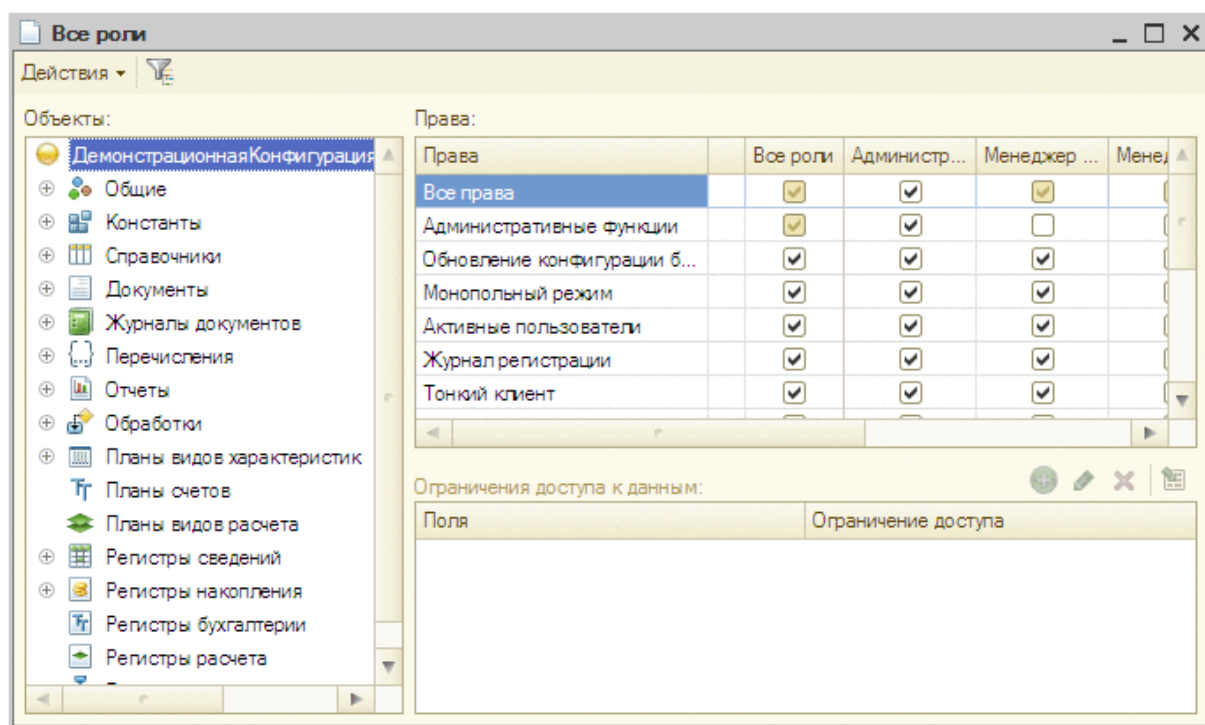 Все роли
Действия
Объекты:
ДемонстрационнаяКонфигурация
Общие
Константы
Справочники
Документы
Журналы документов
Перечисления
Отчеты
Обработки
Планы видов характеристик
Планы счетов
Планы видов расчета
Регистры сведений
Регистры накопления
Регистры бухгалтерии
Регистры расчета
Права:
Права Все роли Администр... Менеджер ...
Все права
Административные функции
Обновление конфигурации б...
Монопольный режим
Активные пользователи
Журнал регистрации
Тонкий клиент
Ограничения доступа к данным:
Поля Ограничение доступа